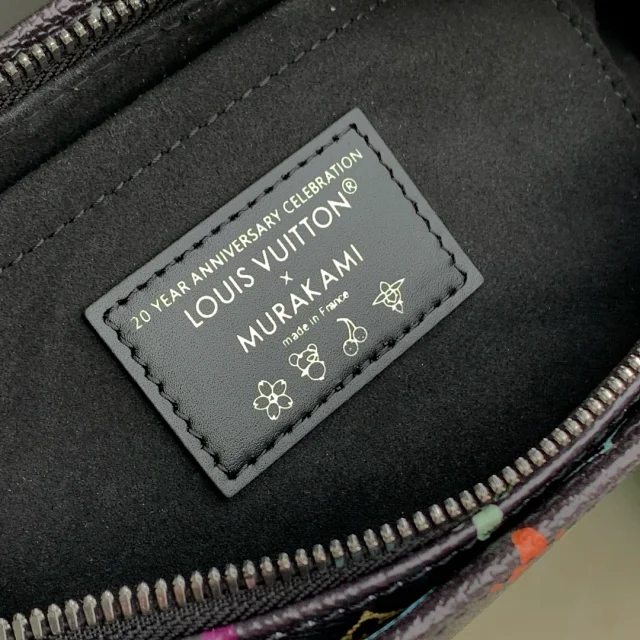 20 YEAR ANNIVERSARY CELEBRATION
LOUIS VUITTON®
×
MURAKAMI
made in France